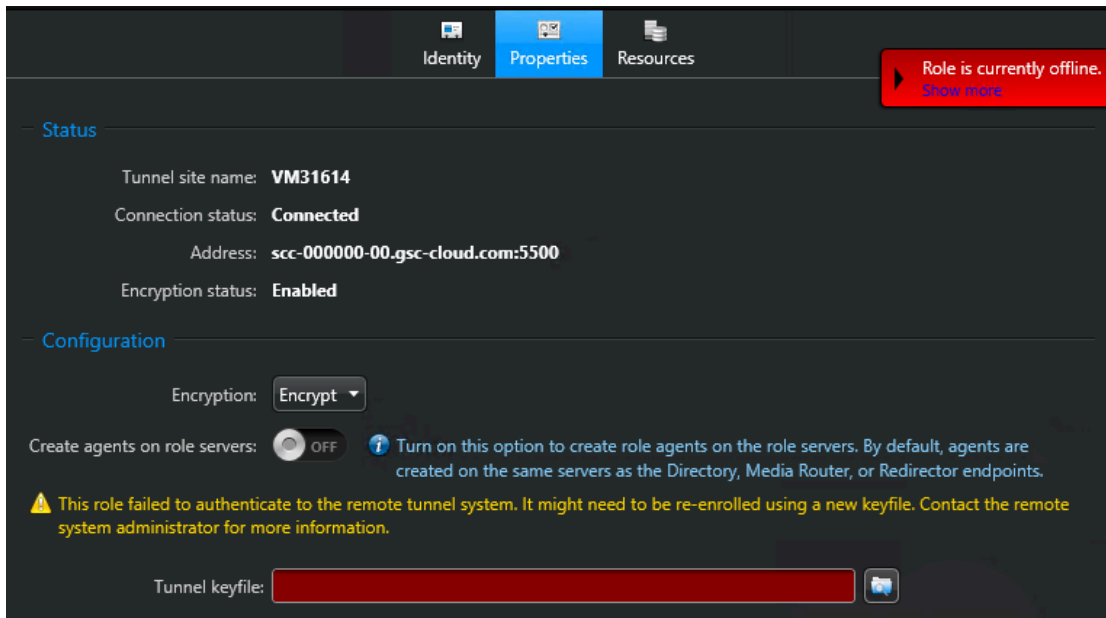 Identity Properties Resources
Role is currently offline.
Show more
Status
Tunnel site name: VM31614
Connection status: Connected
Address: scc-000000-00.gsc-cloud.com:5500
Encryption status: Enabled
Configuration
Encryption: Encrypt
Create agents on role servers: OFF Turn on this option to create role agents on the role servers. By default, agents are
created on the same servers as the Directory, Media Router, or Redirector endpoints.
This role failed to authenticate to the remote tunnel system. It might need to be re-enrolled using a new keyfile. Contact the remote
system administrator for more information.
Tunnel keyfile: